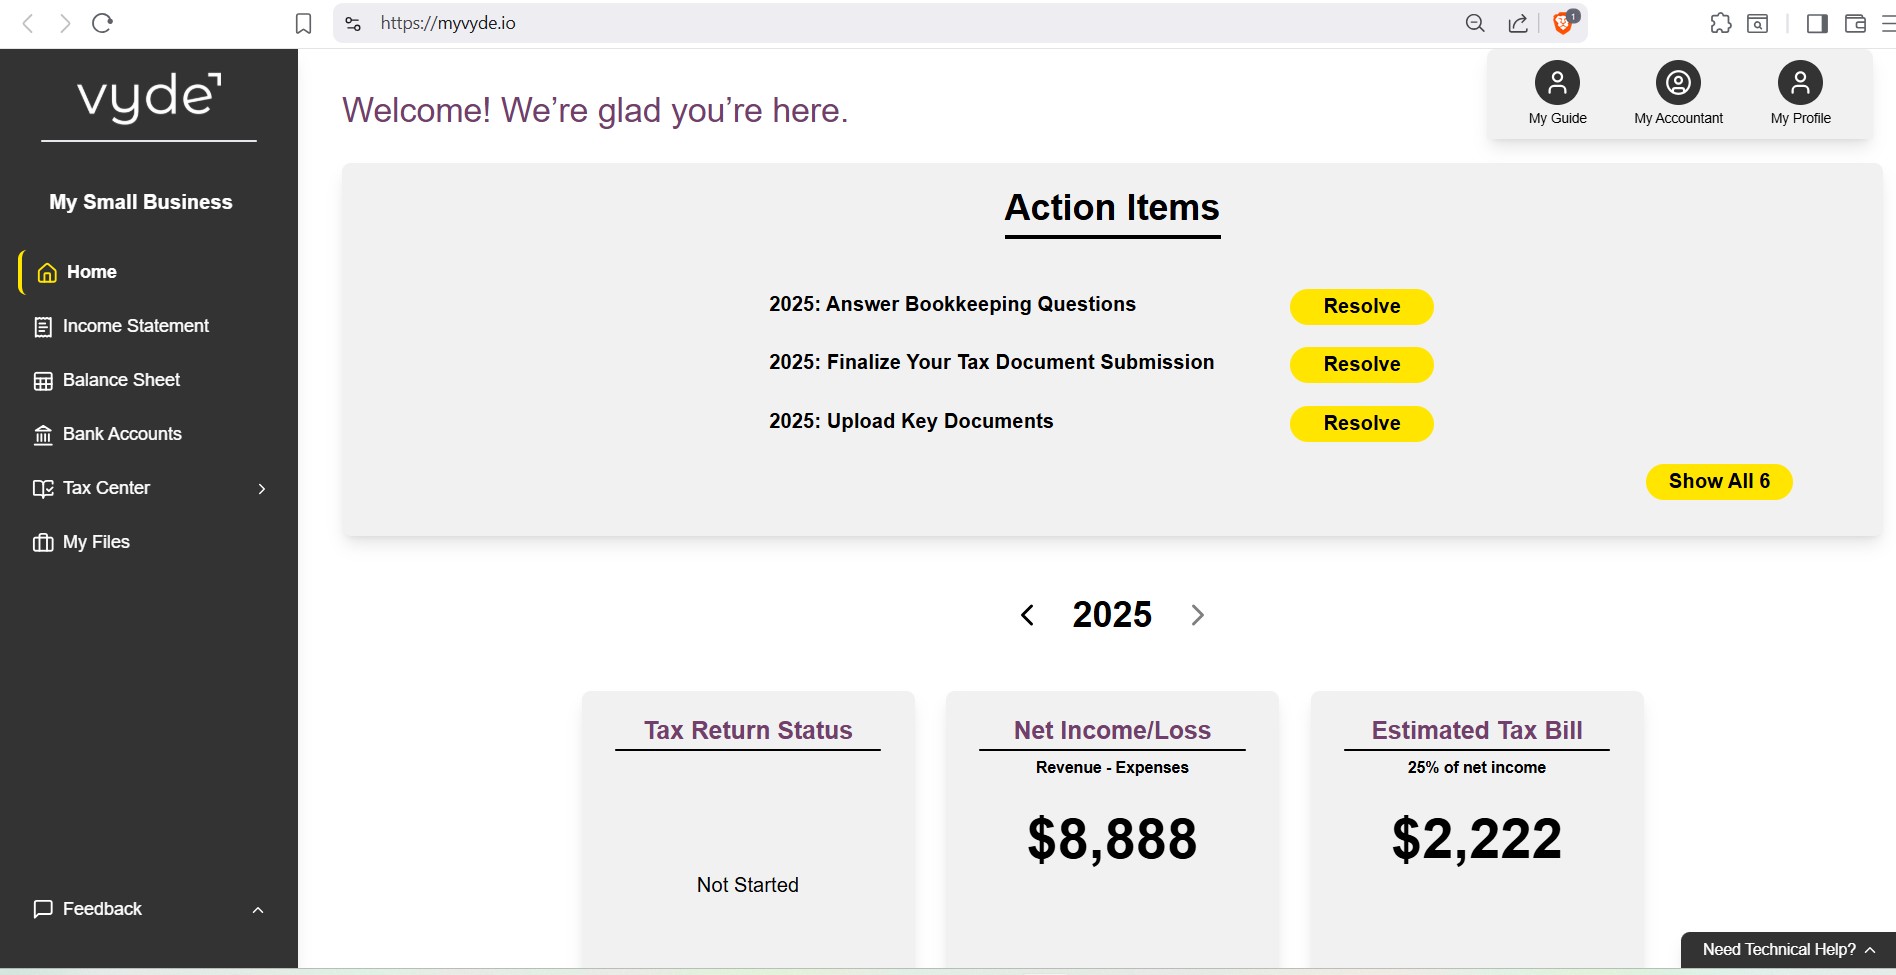 https://myvyde.io
1
vyde
My Small Business
Home
Income Statement
Balance Sheet
Bank Accounts
Tax Center
My Files
Feedback
Welcome! We’re glad you’re here.
My Guide
My Accountant
My Profile
Action Items
2025: Answer Bookkeeping Questions
Resolve
2025: Finalize Your Tax Document Submission
Resolve
2025: Upload Key Documents
Resolve
Show All 6
2025
Tax Return Status
Not Started
Net Income/Loss
Revenue - Expenses
$8,888
Estimated Tax Bill
25% of net income
$2,222
Need Technical Help?